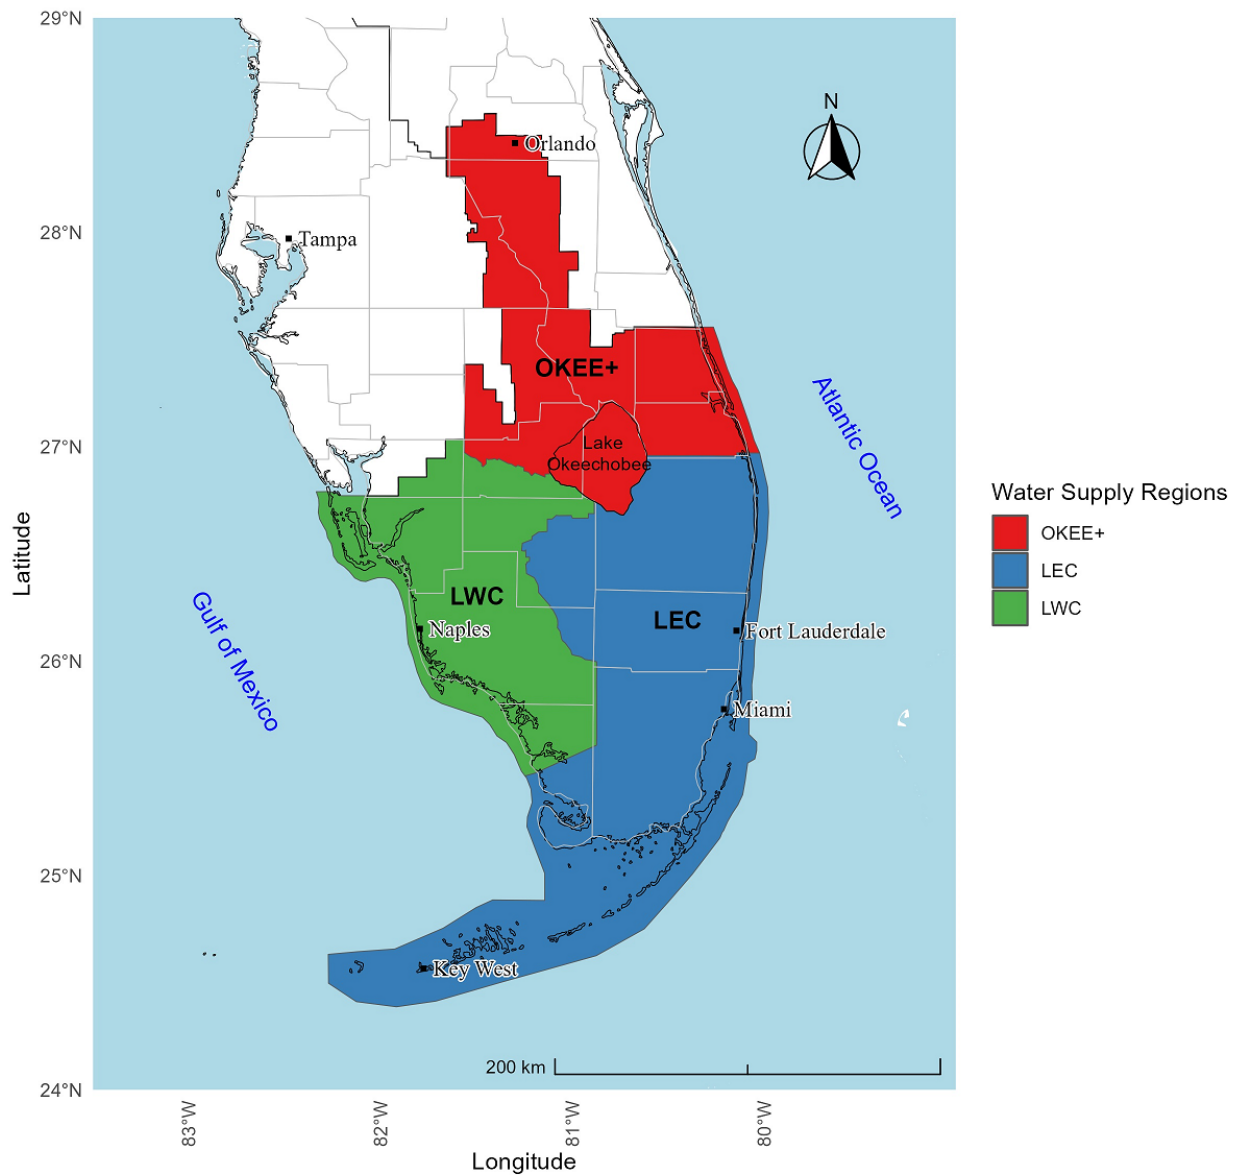 29°N
28°N
27°N
26°N
25°N
24°N
Latitude
N
Orlando
Tampa
OKEE+
Lake
Okeechobee
Atlantic Ocean
LWC
LEC
Naples
Fort Lauderdale
Gulf of Mexico
Miami
Key West
200 km
83°W
82°W
81°W
80°W
Longitude
Water Supply Regions
OKEE+
LEC
LWC